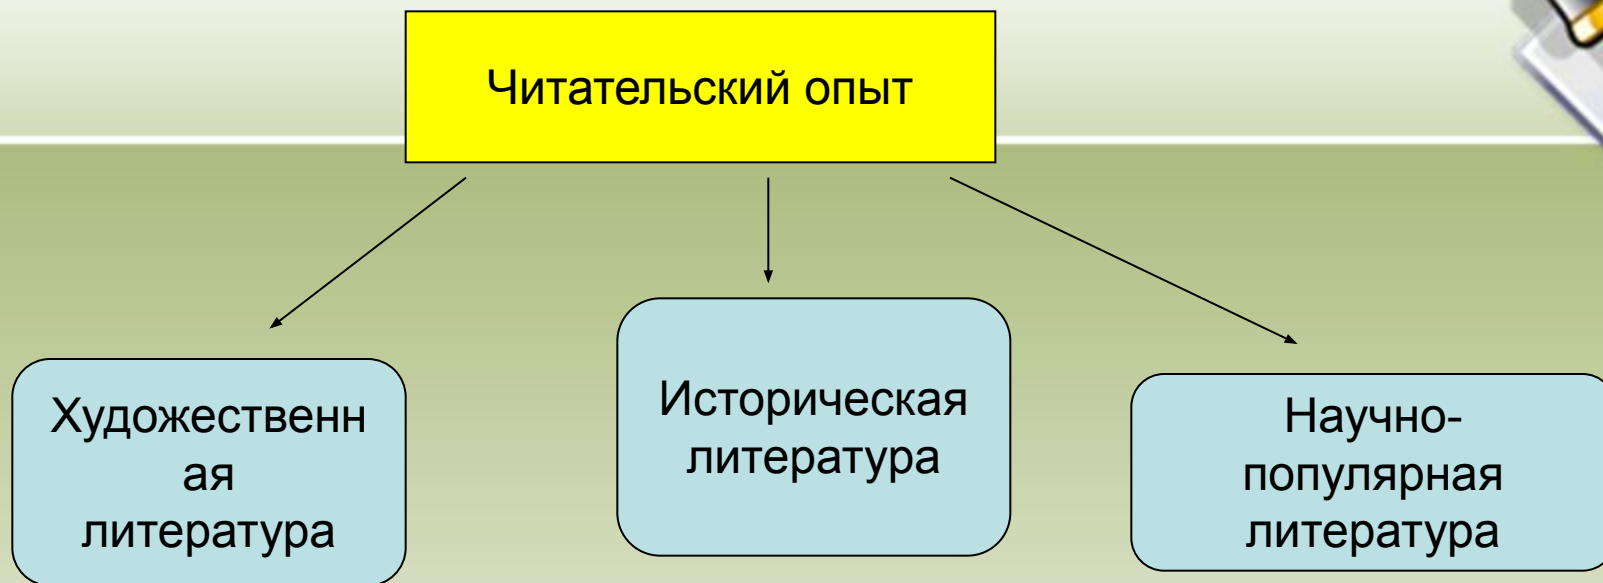 Читательский опыт
Художественн
ая
литература
Историческая
литература
Научно-
популярная
литература